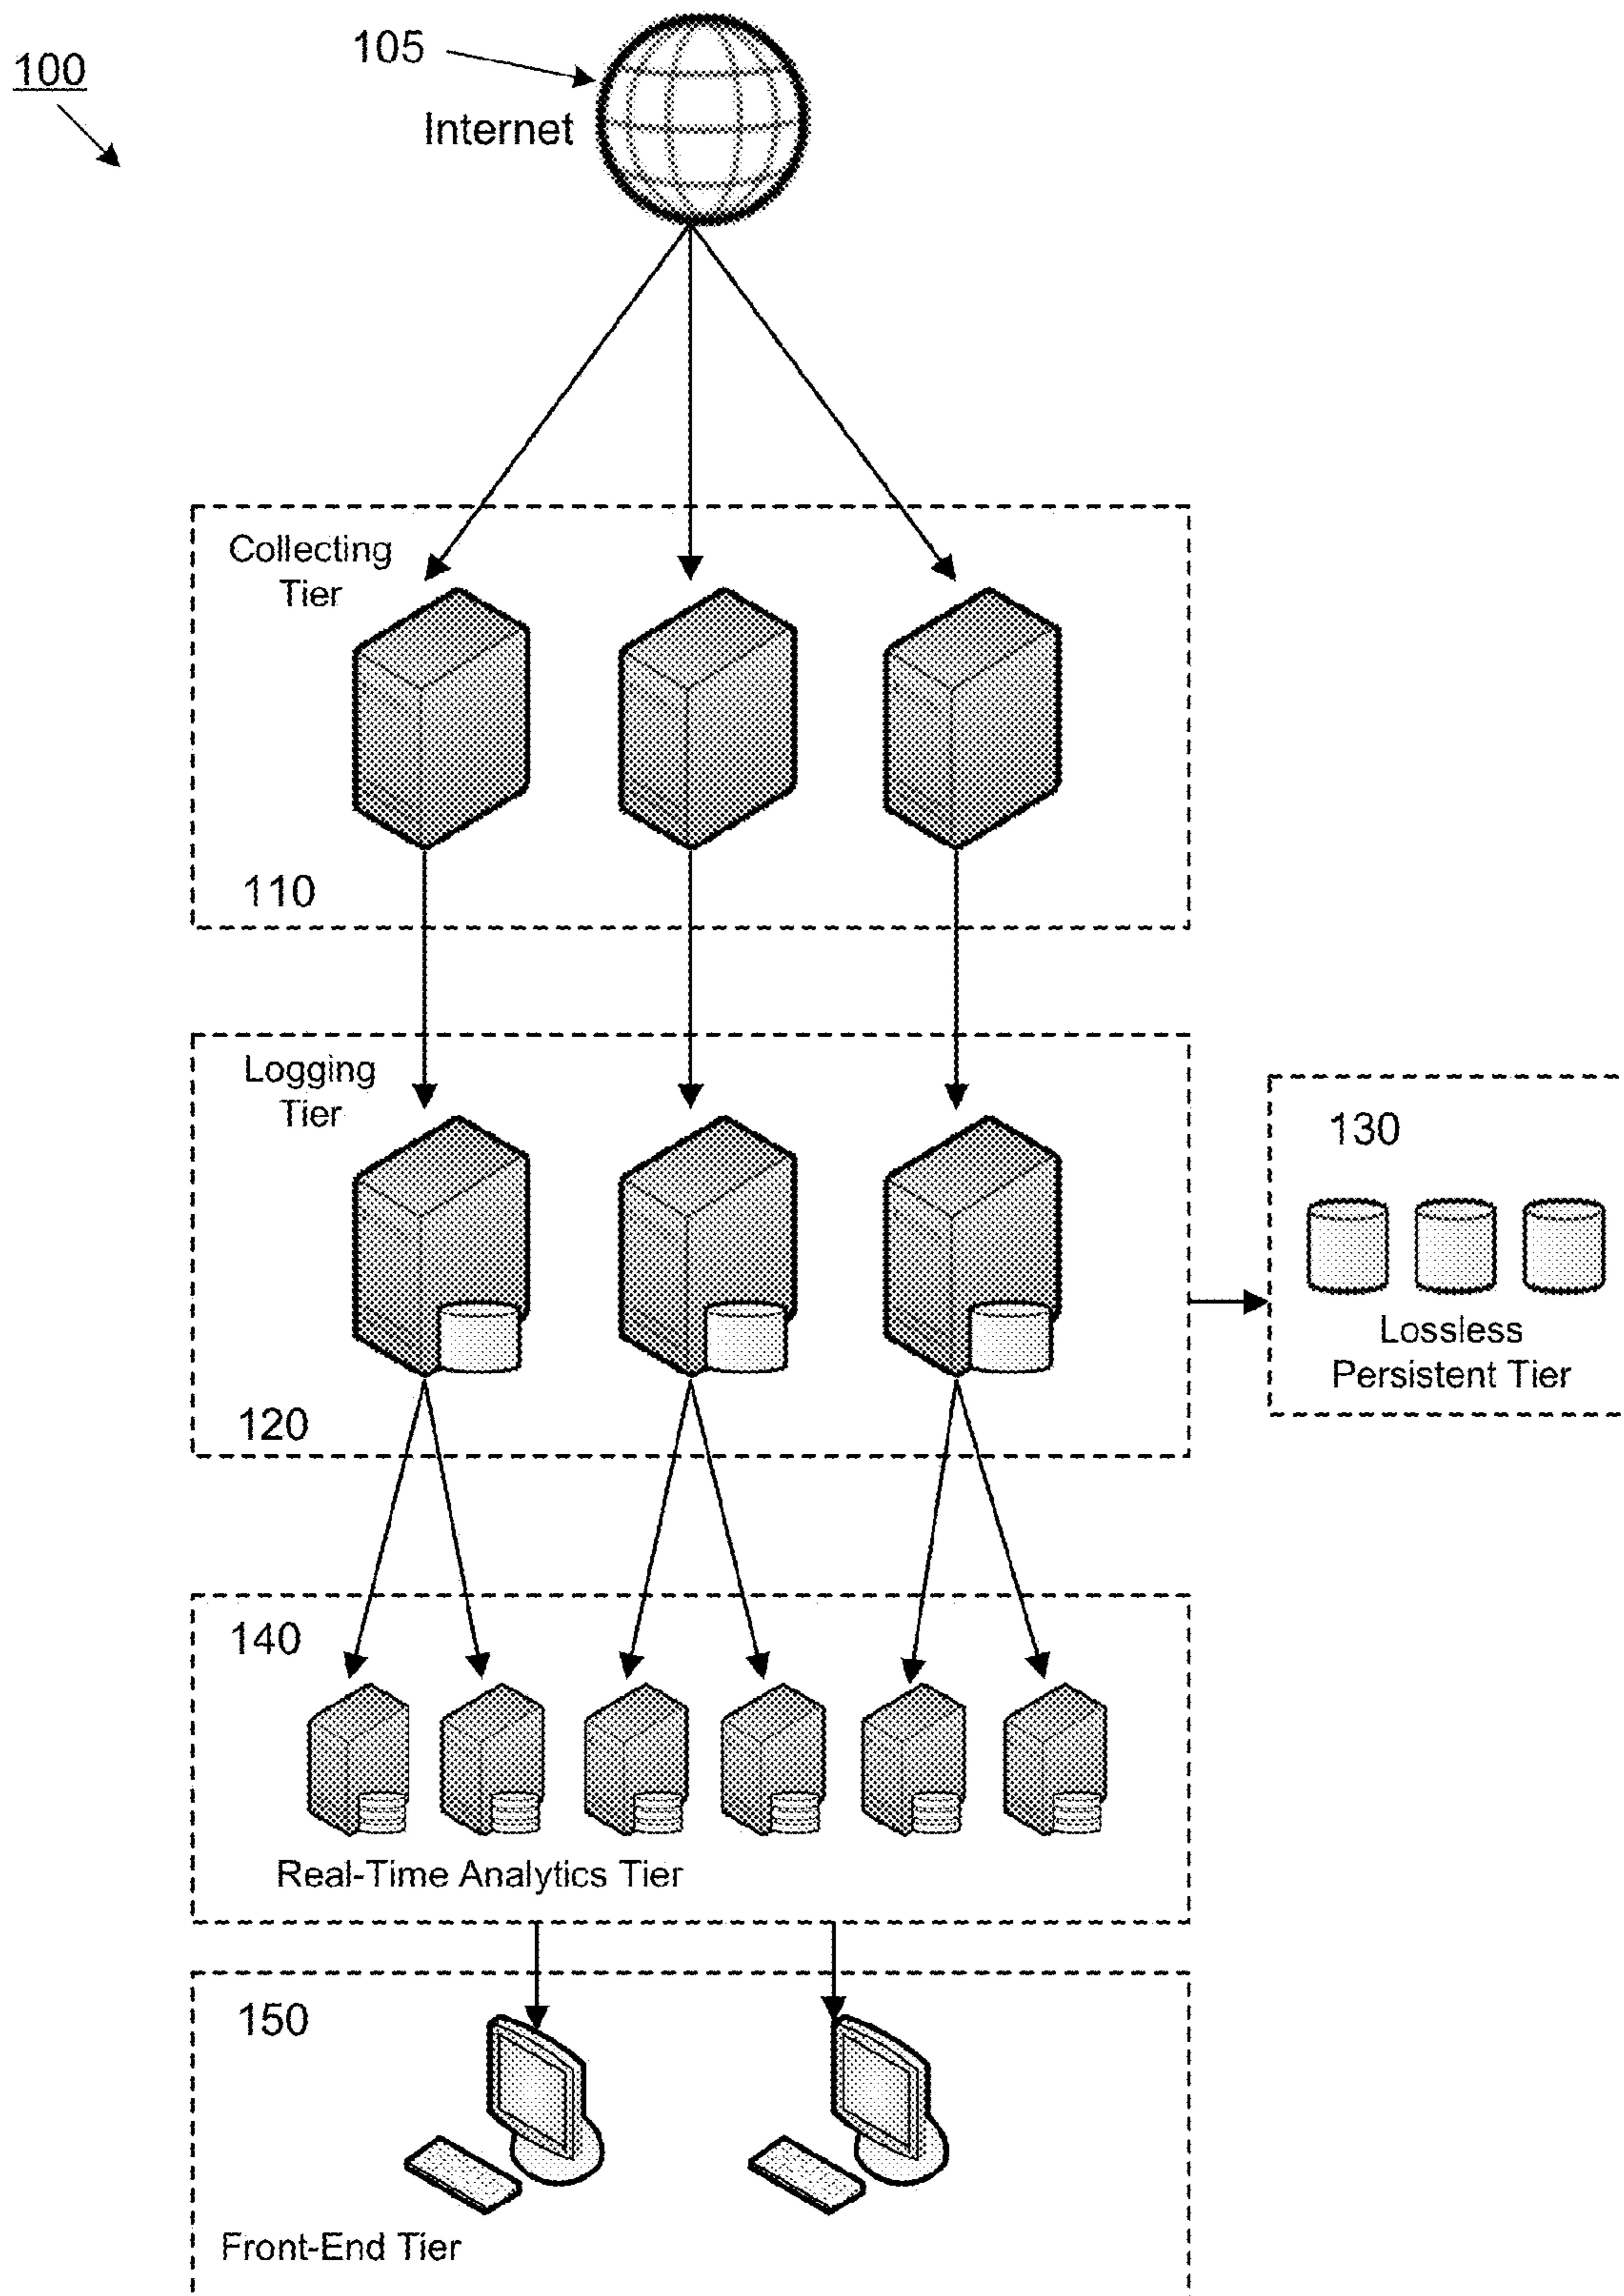 100
105
Internet
Collecting
Tier
110
Logging
Tier
120
130
Lossless
Persistent Tier
140
Real-Time Analytics Tier
150
Front-End Tier